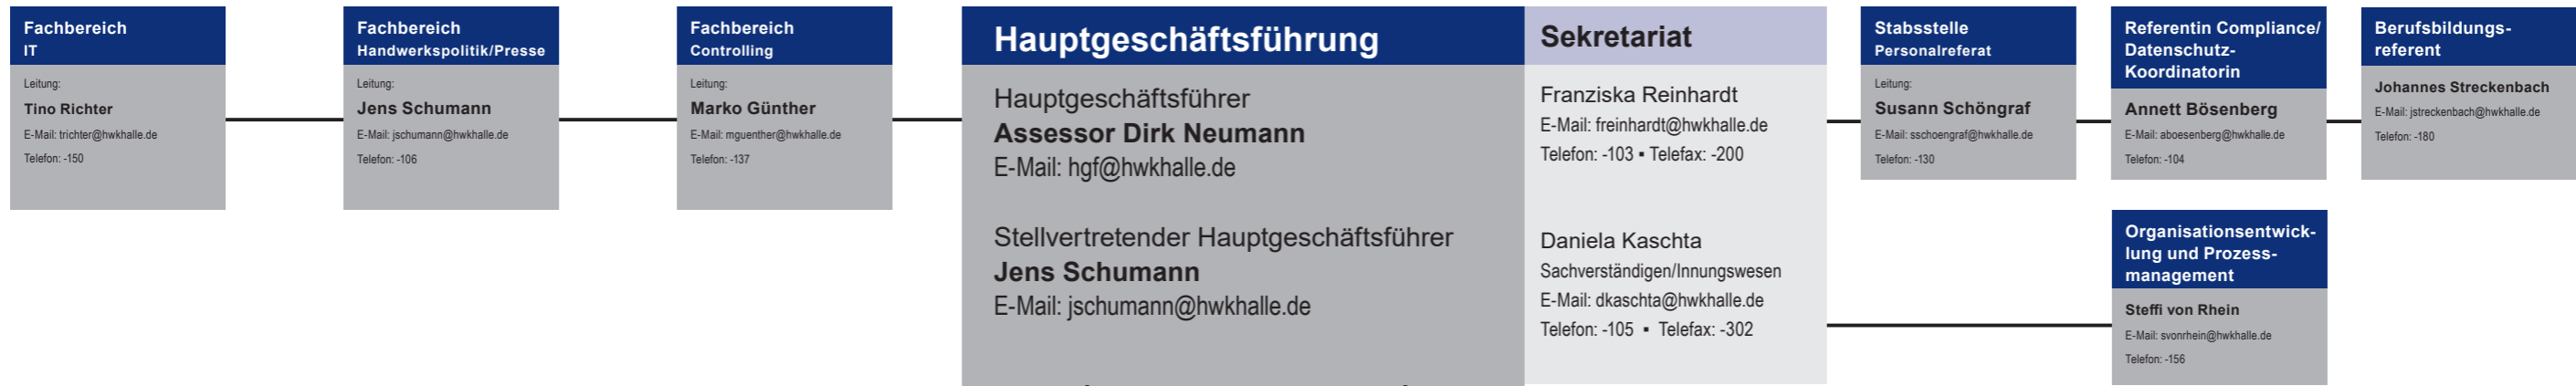 Fachbereich
IT
Leitung:
Tino Richter
E-Mail: trichter@hwkhalle.de
Telefon: -150
Fachbereich
Handwerkspolitik/Presse
Leitung:
Jens Schumann
E-Mail: jschumann@hwkhalle.de
Telefon: -106
Fachbereich
Controlling
Leitung:
Marko Günther
E-Mail: mguenther@hwkhalle.de
Telefon: -137
Hauptgeschäftsführung
Hauptgeschäftsführer
Assessor Dirk Neumann
E-Mail: hgf@hwkhalle.de
Stellvertretender Hauptgeschäftsführer
Jens Schumann
E-Mail: jschumann@hwkhalle.de
Sekretariat
Franziska Reinhardt
E-Mail: freinhardt@hwkhalle.de
Telefon: -103 ▪ Telefax: -200
Daniela Kaschta
Sachverständigen/Innungswesen
E-Mail: dkaschta@hwkhalle.de
Telefon: -105 ▪ Telefax: -302
Stabsstelle
Personalreferat
Leitung:
Susann Schöngraf
E-Mail: sschoengraf@hwkhalle.de
Telefon: -130
Referentin Compliance/
Datenschutz-
Koordinatorin
Annett Bösenberg
E-Mail: aboesenberg@hwkhalle.de
Telefon: -104
Berufsbildungs-
referent
Johannes Streckenbach
E-Mail: jstreckenbach@hwkhalle.de
Telefon: -180
Organisationsentwick-
lung und Prozess-
management
Steffi von Rhein
E-Mail: svonrhein@hwkhalle.de
Telefon: -156